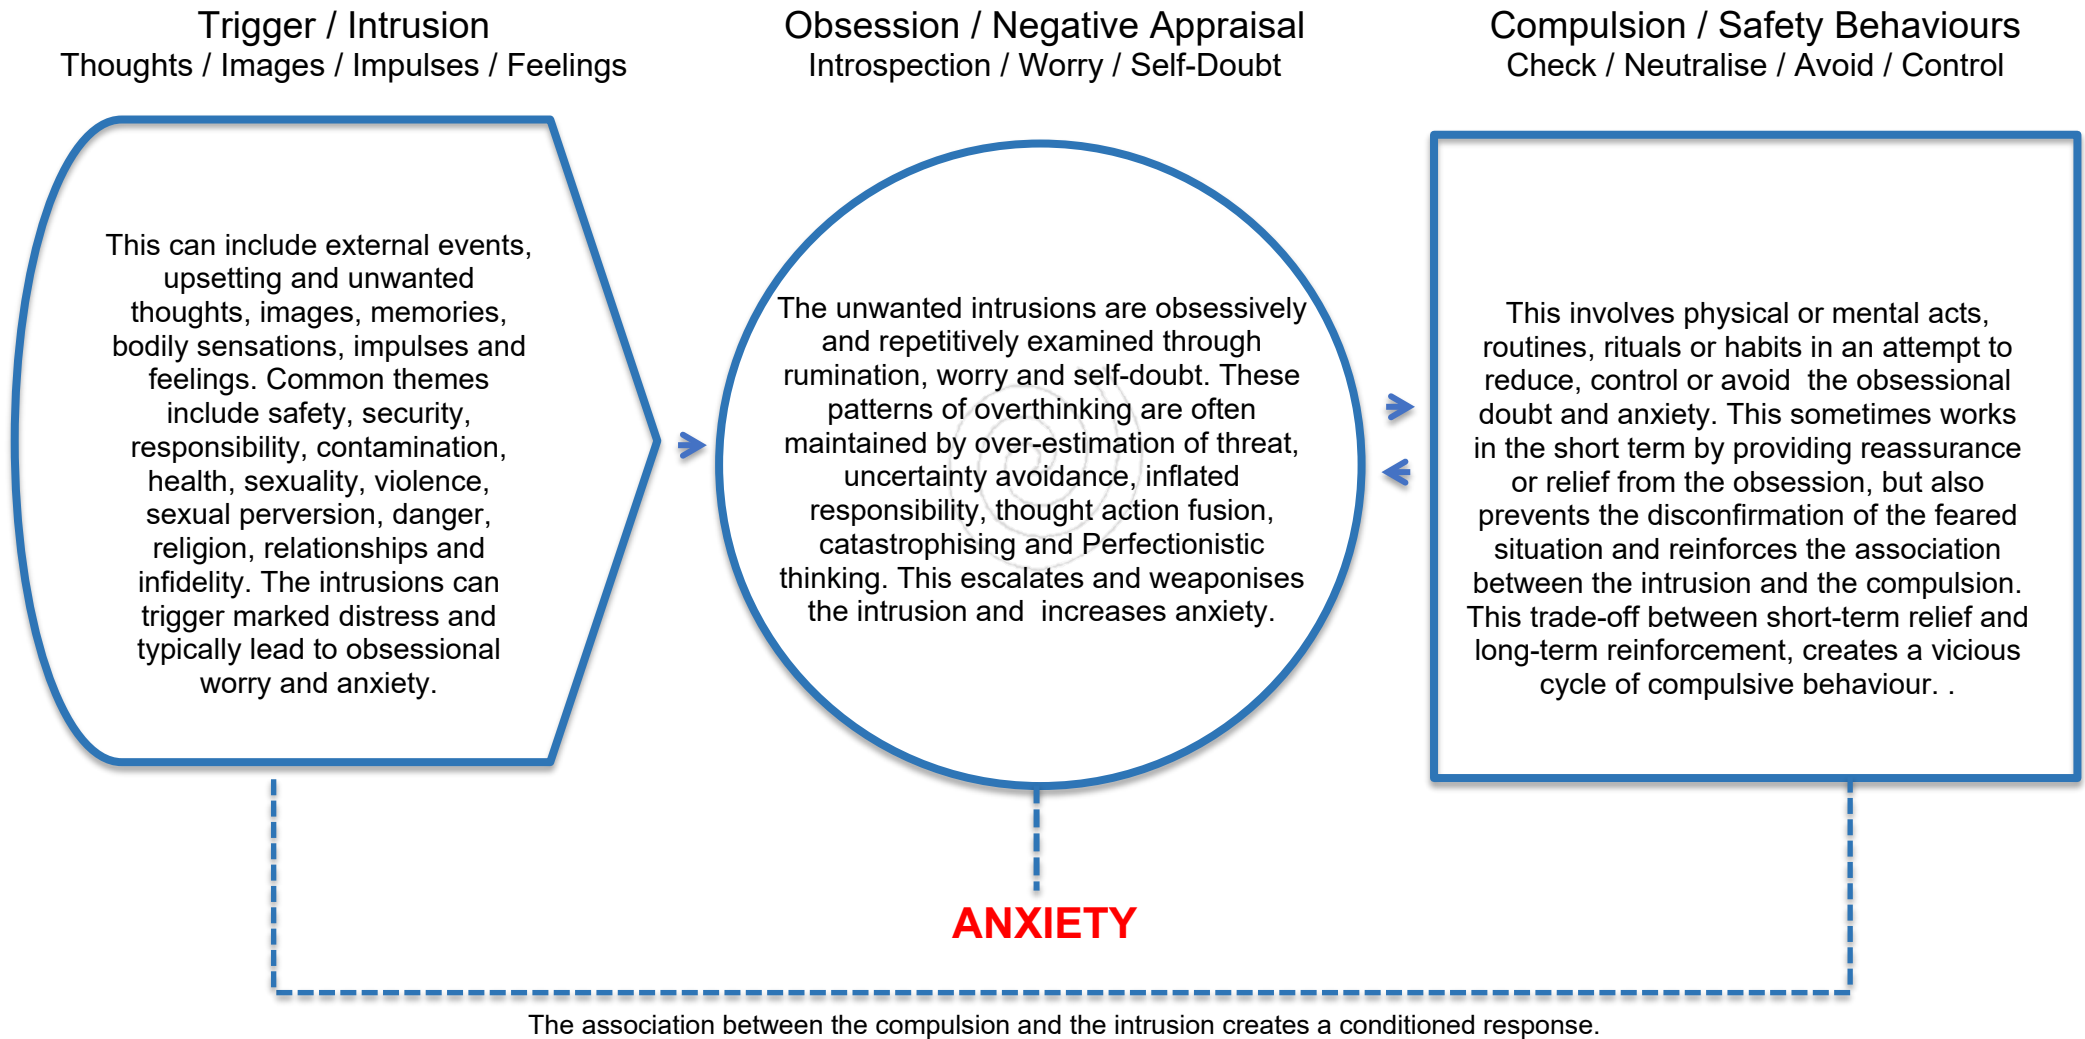 Trigger / Intrusion
Thoughts / Images / Impulses / Feelings
This can include external events,
upsetting and unwanted
thoughts, images, memories,
bodily sensations, impulses and
feelings. Common themes
include safety, security,
responsibility, contamination,
health, sexuality, violence,
sexual perversion, danger,
religion, relationships and
infidelity. The intrusions can
trigger marked distress and
typically lead to obsessional
worry and anxiety.
Obsession / Negative Appraisal
Introspection / Worry / Self-Doubt
The unwanted intrusions are obsessively
and repetitively examined through
rumination, worry and self-doubt. These
patterns of overthinking are often
maintained by over-estimation of threat,
uncertainty avoidance, inflated
responsibility, thought action fusion,
catastrophising and Perfectionistic
thinking. This escalates and weaponises
the intrusion and  increases anxiety.
Compulsion / Safety Behaviours
Check / Neutralise / Avoid / Control
This involves physical or mental acts,
routines, rituals or habits in an attempt to
reduce, control or avoid  the obsessional
doubt and anxiety. This sometimes works
in the short term by providing reassurance
or relief from the obsession, but also
prevents the disconfirmation of the feared
situation and reinforces the association
between the intrusion and the compulsion.
This trade-off between short-term relief and
long-term reinforcement, creates a vicious
cycle of compulsive behaviour. .
ANXIETY
The association between the compulsion and the intrusion creates a conditioned response.